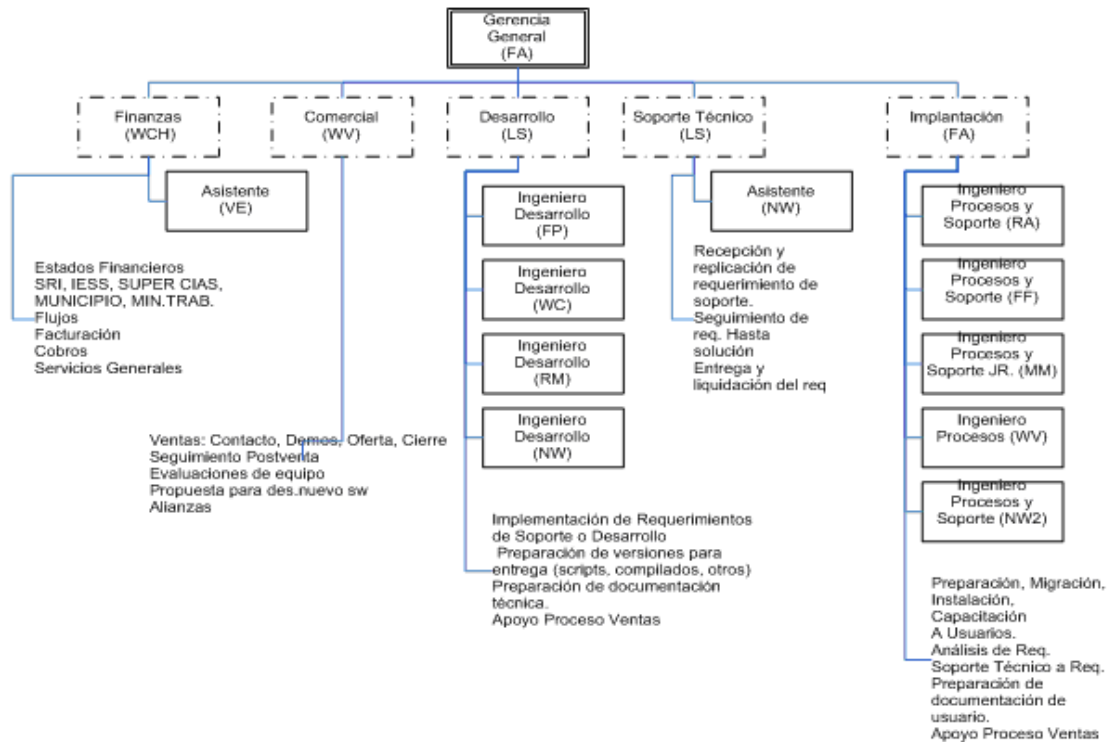 Gerencia
General
(FA)
Finanzas
(WCH)
Comercial
(WV)
Desarrollo
(LS)
Soporte Técnico
(LS)
Implantación
(FA)
Asistente
(VE)
Estados Financieros
SRI, IESS, SUPER CIAS,
MUNICIPIO, MIN.TRAB.
Flujos
Facturación
Cobros
Servicios Generales
Ventas: Contacto, Demos, Oferta, Cierre
Seguimiento Postventa
Evaluaciones de equipo
Propuesta para des.nuevo sw
Alianzas
Ingeniero
Desarrollo
(FP)
Ingeniero
Desarrollo
(WC)
Ingeniero
Desarrollo
(RM)
Ingeniero
Desarrollo
(NW)
Implementación de Requerimientos
de Soporte o Desarrollo
Preparación de versiones para
entrega (scripts, compilados, otros)
Preparación de documentación
técnica.
Apoyo Proceso Ventas
Asistente
(NW)
Recepción y
replicación de
requerimiento de
soporte.
Seguimiento de
req. Hasta
solución
Entrega y
liquidación del req
Ingeniero
Procesos y
Soporte (RA)
Ingeniero
Procesos y
Soporte (FF)
Ingeniero
Procesos y
Soporte JR. (MM)
Ingeniero
Procesos (WV)
Ingeniero
Procesos y
Soporte (NW2)
Preparación, Migración,
Instalación,
Capacitación
A Usuarios.
Análisis de Req.
Soporte Técnico a Req.
Preparación de
documentación de
usuario.
Apoyo Proceso Ventas